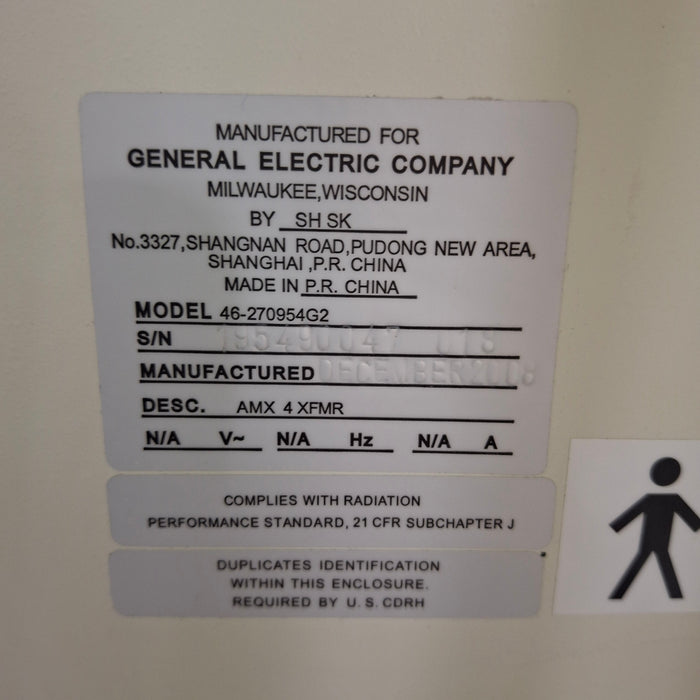 MANUFACTURED FOR
GENERAL ELECTRIC COMPANY
MILWAUKEE,WISCONSIN
BY SH SK
No.3327,SHANGNAN ROAD,PUDONG NEW AREA,
SHANGHAI ,P.R. CHINA
MADE IN P.R. CHINA
MODEL 46-270954G2
S/N
MANUFACTURED DECEMBER2008
DESC. AMX 4 XFMR
N/A V~ N/A Hz N/A A
COMPLIES WITH RADIATION
PERFORMANCE STANDARD, 21 CFR SUBCHAPTER J
DUPLICATES IDENTIFICATION
WITHIN THIS ENCLOSURE.
REQUIRED BY U.S. CDRH